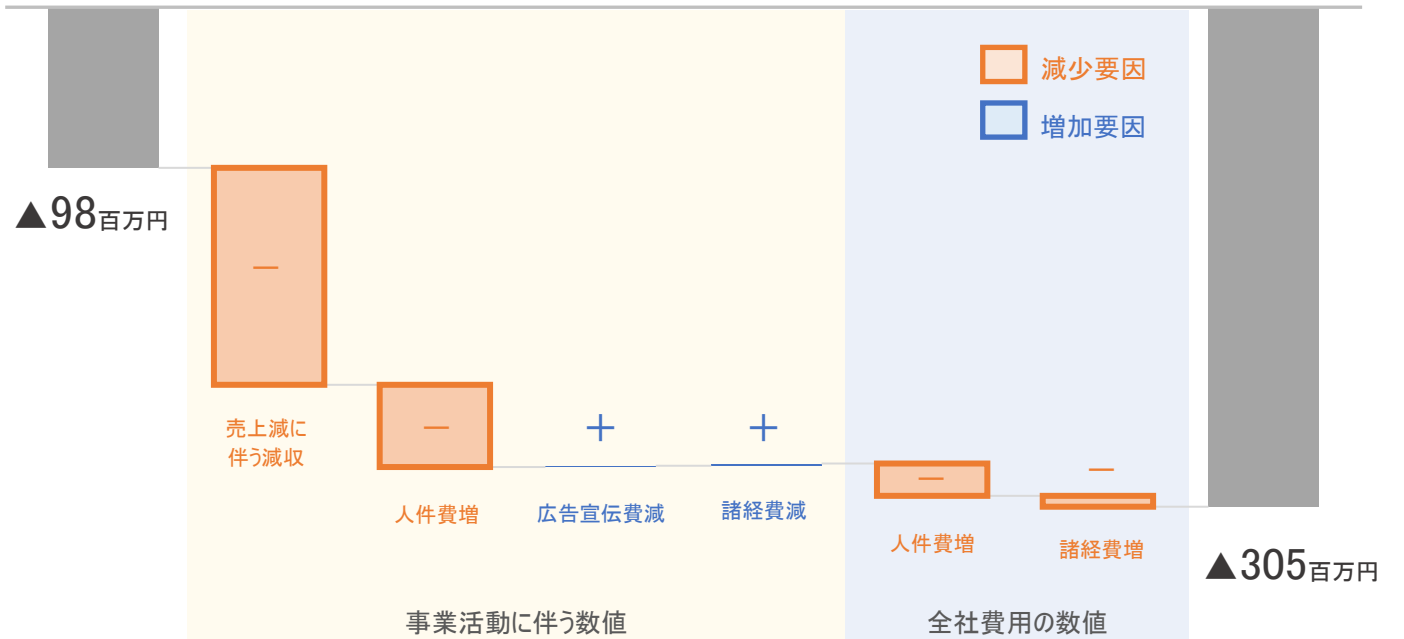 減少要因
増加要因
▲98百万円
－
売上減に
伴う減収
－
人件費増
＋
広告宣伝費減
＋
諸経費減
－
人件費増
－
諸経費増
▲305百万円
事業活動に伴う数値
全社費用の数値